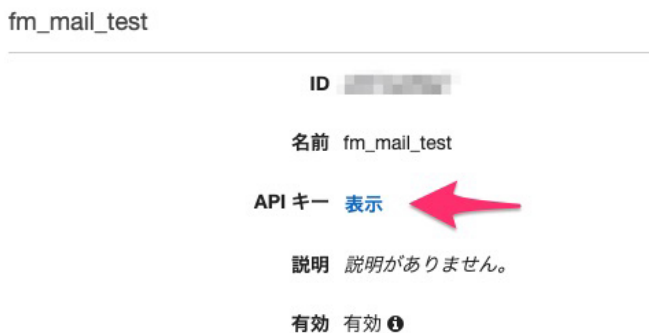 fm_mail_test
ID
名前 fm_mail_test
API キー 表示
説明 説明がありません。
有効 有効